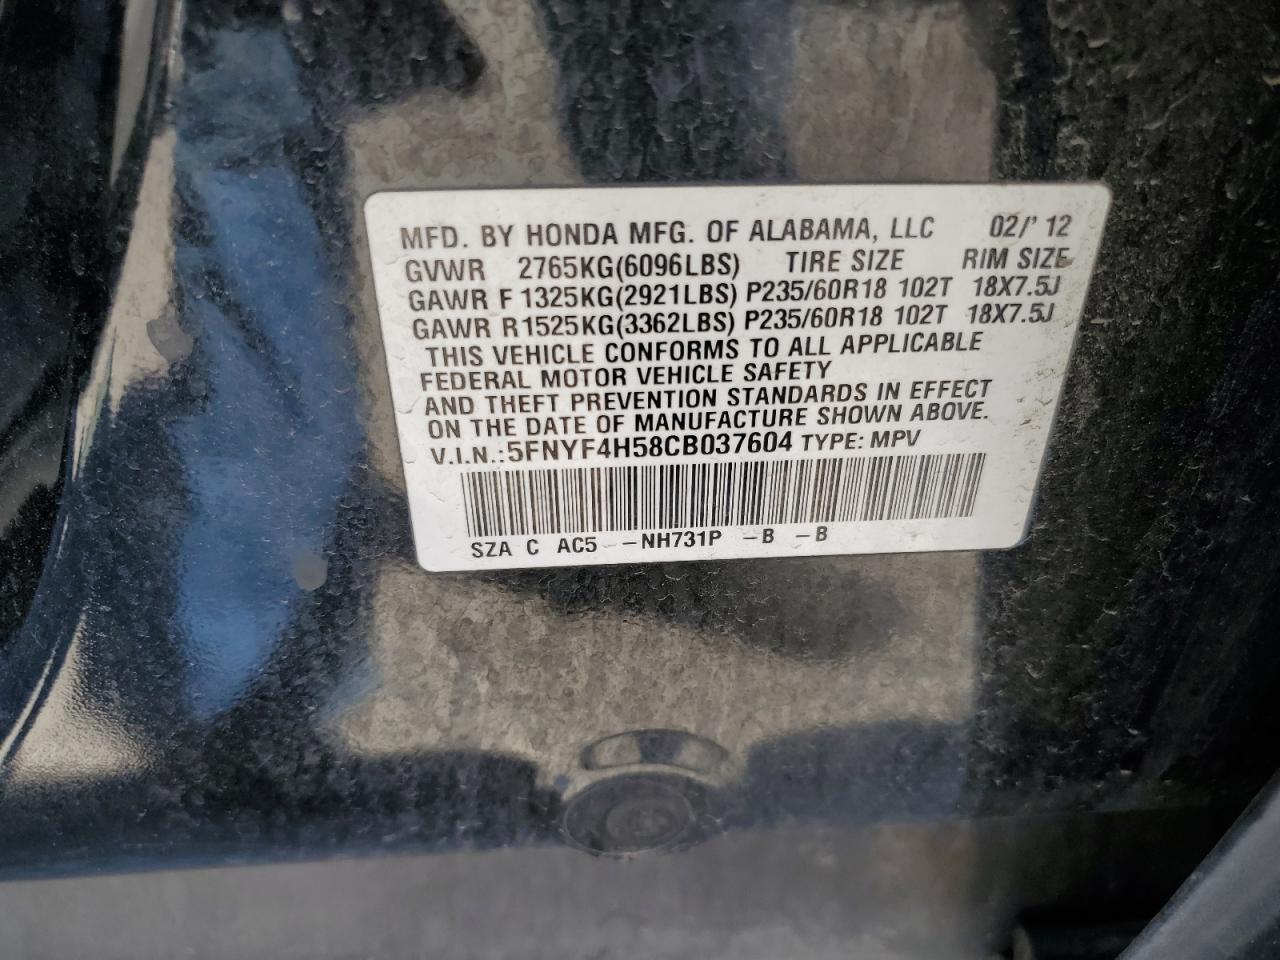 MFD. BY HONDA MFG. OF ALABAMA, LLC 02/' 12
GVWR 2765KG(6096LBS) TIRE SIZE RIM SIZE
GAWR F 1325KG(2921LBS) P235/60R18 102T 18X7.5J
GAWR R1525KG(3362LBS) P235/60R18 102T 18X7.5J
THIS VEHICLE CONFORMS TO ALL APPLICABLE
FEDERAL MOTOR VEHICLE SAFETY
AND THEFT PREVENTION STANDARDS IN EFFECT
ON THE DATE OF MANUFACTURE SHOWN ABOVE.
V.I.N.:5FNYF4H58CB037604 TYPE: MPV
SZA C AC5 -NH731P -B -B